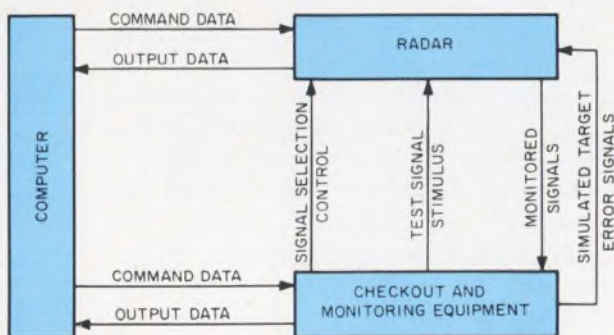 COMMAND DATA
RADAR
OUTPUT DATA
COMPUTER
SIGNAL SELECTION
CONTROL
TEST SIGNAL
STIMULUS
MONITORED
SIGNALS
SIMULATED TARGET
ERROR SIGNALS
COMMAND DATA
CHECKOUT AND
MONITORING EQUIPMENT
OUTPUT DATA